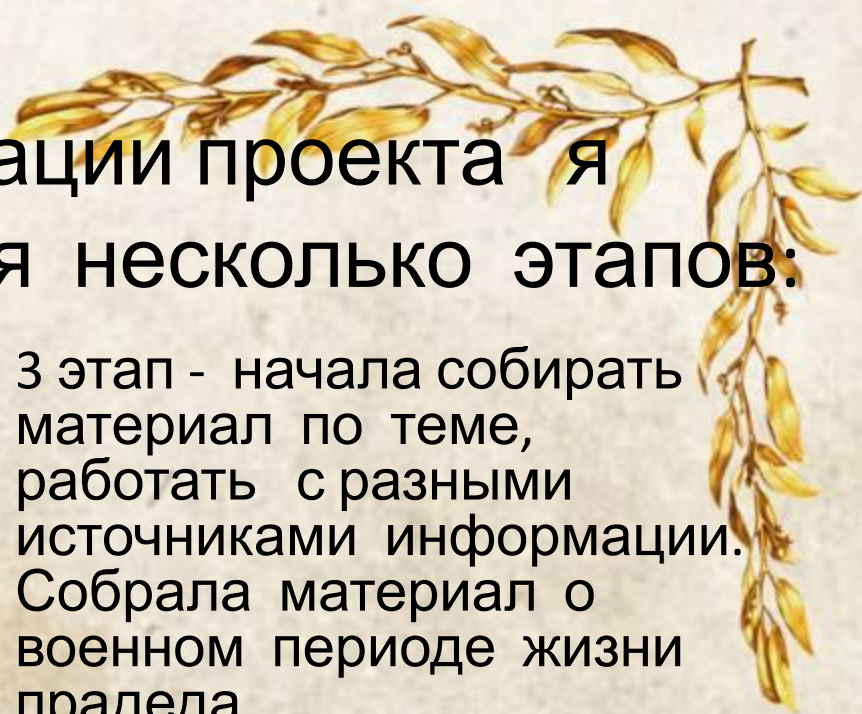 ации проекта я
я несколько этапов:
3 этап - начала собирать
материал по теме,
работать с разными
источниками информации.
Собрала материал о
военном периоде жизни
прадеда